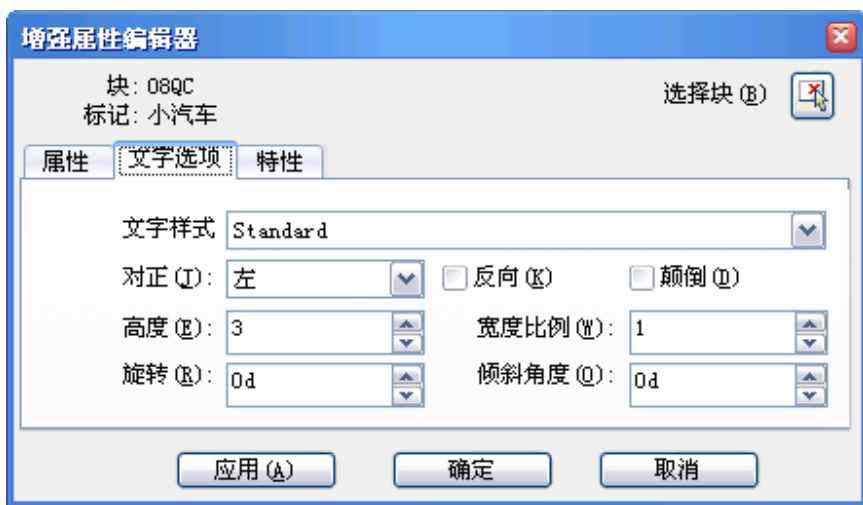 增强属性编辑器
块: 08QC
选择块(B)
标记: 小汽车
属性 文字选项 特性
文字样式 Standard
对正(J): 左 反向(K) 颠倒(D)
高度(E): 3 宽度比例(W): 1
旋转(R): 0d 倾斜角度(O): 0d
应用(A) 确定 取消